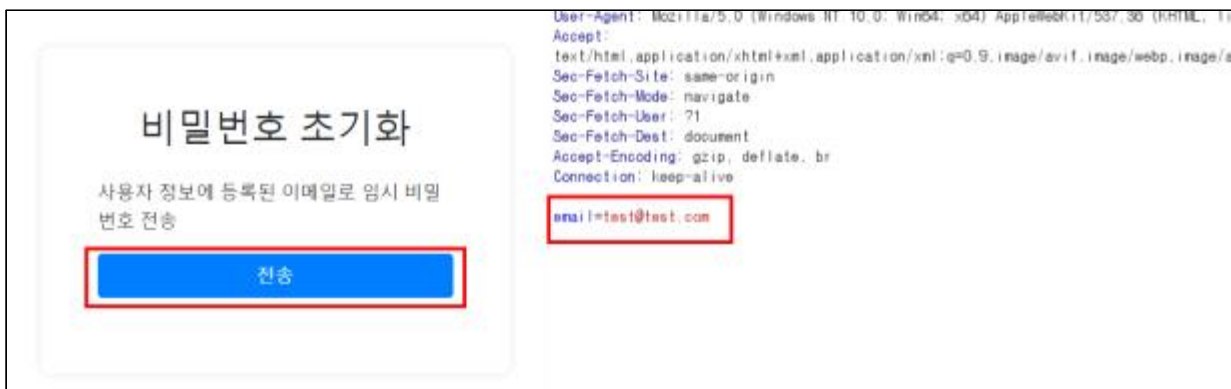 비밀번호 초기화
사용자 정보에 등록된 이메일로 임시 비밀
번호 전송
전송
User-Agent: Mozilla/5.0 (Windows NT 10.0; Win64; x64) AppleWebKit/537.36 (KHTML, li
Accept:
text/html,application/xhtml+xml,application/xml;q=0.9,image/avif,image/webp,image/a
Sec-Fetch-Site: same-origin
Sec-Fetch-Mode: navigate
Sec-Fetch-User: ?1
Sec-Fetch-Dest: document
Accept-Encoding: gzip, deflate, br
Connection: keep-alive
email=test@test.com